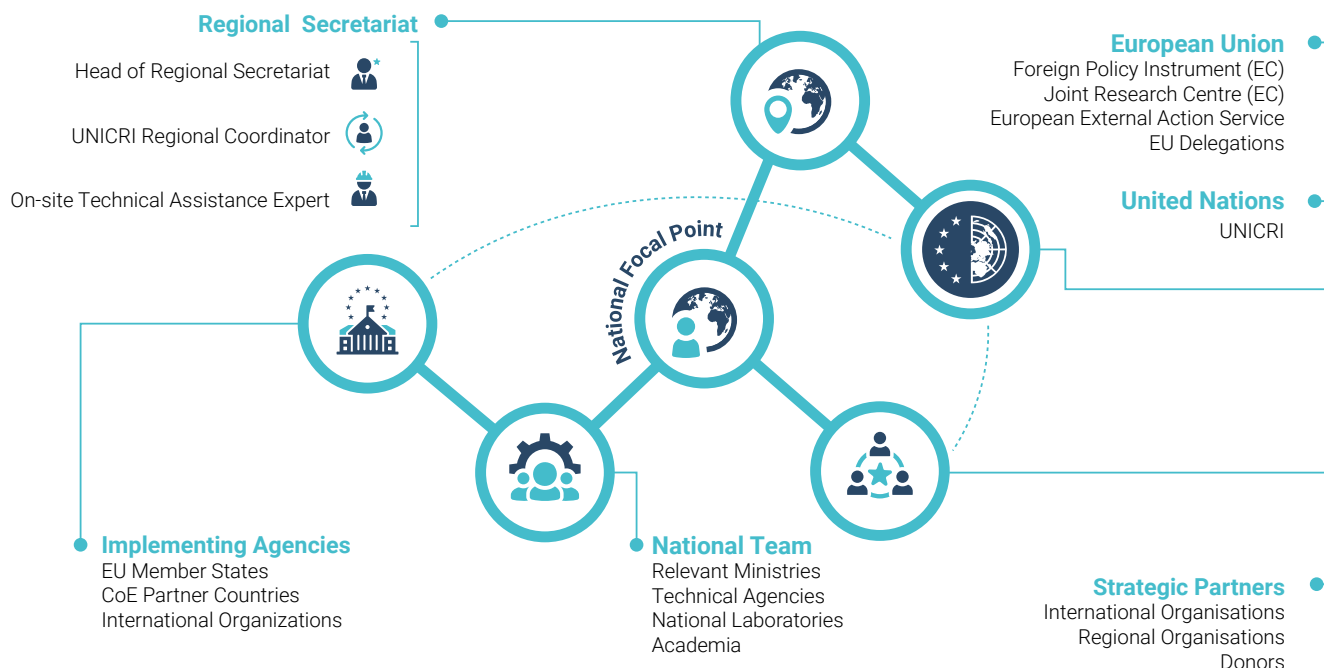 Regional Secretariat
Head of Regional Secretariat
UNICRI Regional Coordinator
On-site Technical Assistance Expert
European Union
Foreign Policy Instrument (EC)
Joint Research Centre (EC)
European External Action Service
EU Delegations
United Nations
UNICRI
National Focal Point
Implementing Agencies
EU Member States
CoE Partner Countries
International Organizations
National Team
Relevant Ministries
Technical Agencies
National Laboratories
Academia
Strategic Partners
International Organisations
Regional Organisations
Donors